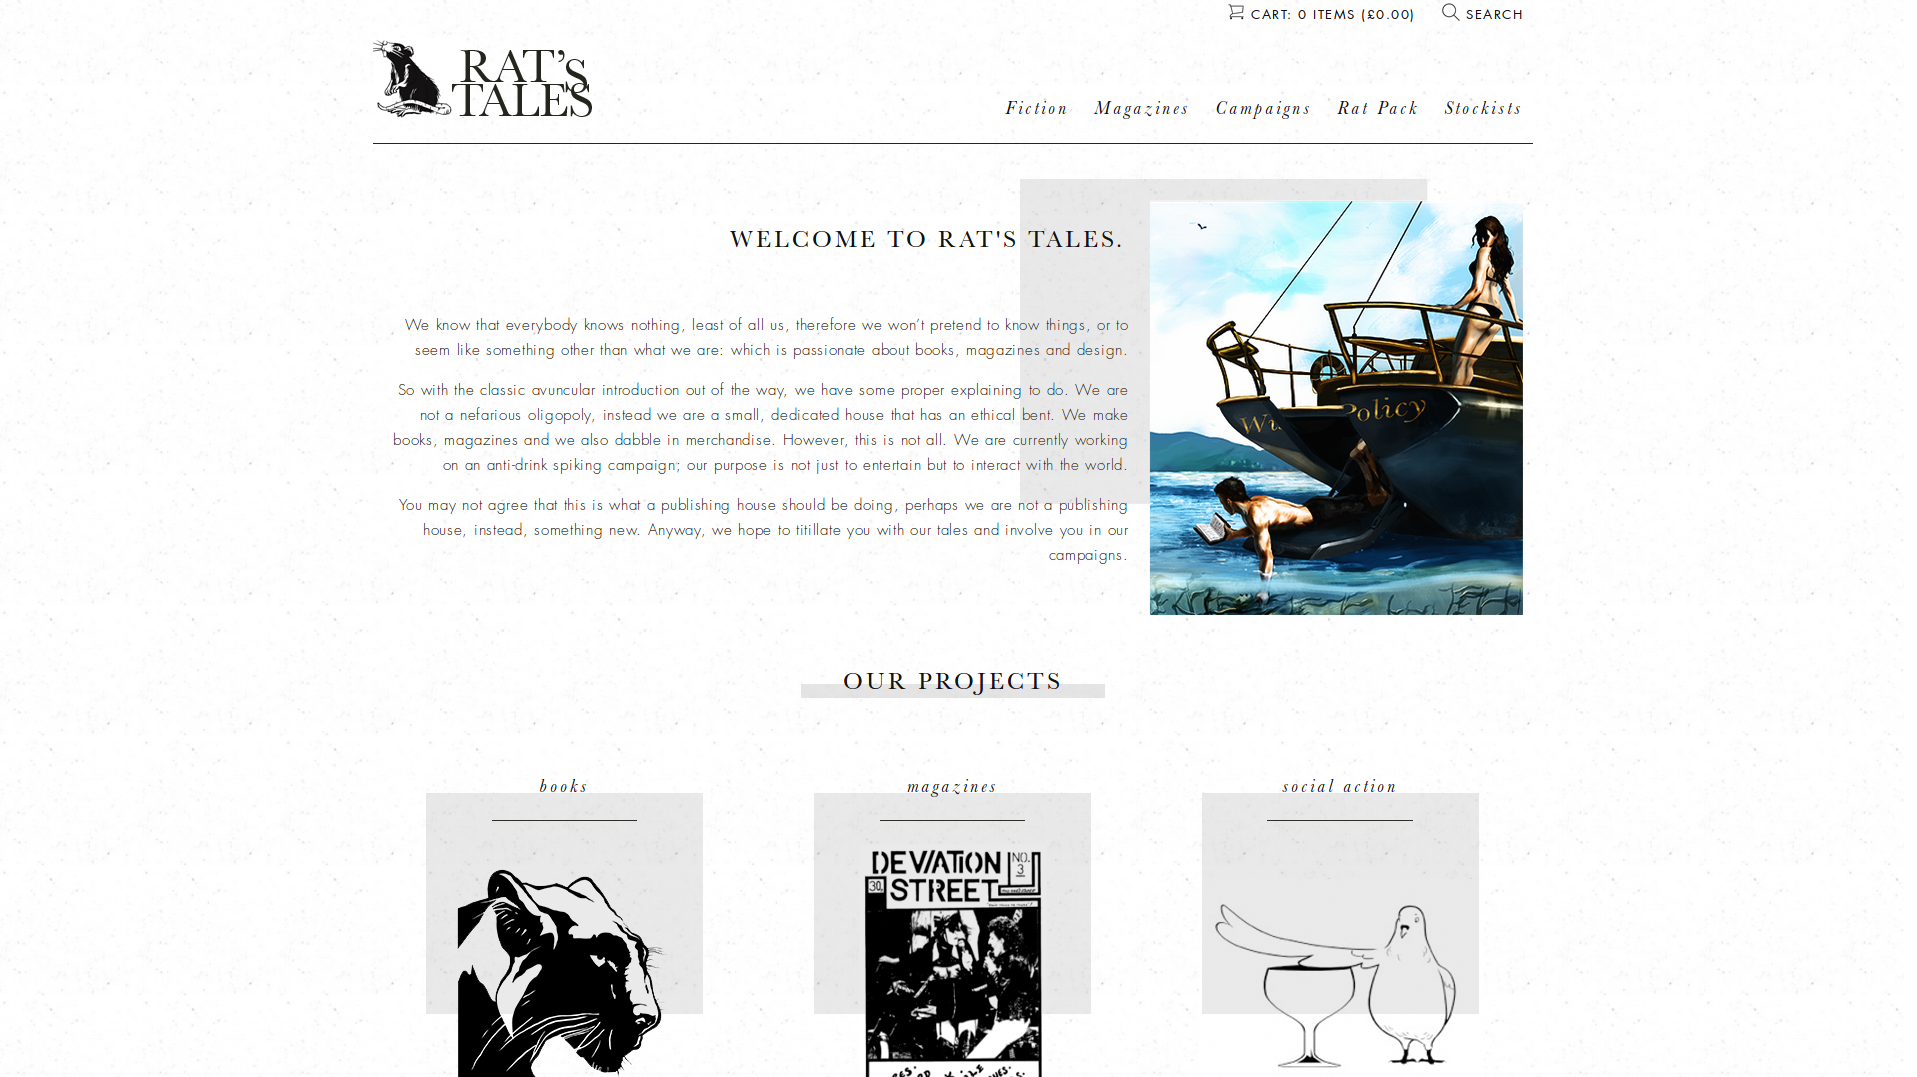 CART: 0 ITEMS (£0.00)
SEARCH
RAT'S
TALES
Fiction
Magazines
Campaigns
Rat Pack
Stockists
WELCOME TO RAT'S TALES.
We know that everybody knows nothing, least of all us, therefore we won't pretend to know things, or to
seem like something other than what we are: which is passionate about books, magazines and design.
So with the classic avuncular introduction out of the way, we have some proper explaining to do. We are
not a nefarious oligopoly, instead we are a small, dedicated house that has an ethical bent. We make
books, magazines and we also dabble in merchandise. However, this is not all. We are currently working
on an anti-drink spiking campaign; our purpose is not just to entertain but to interact with the world.
You may not agree that this is what a publishing house should be doing, perhaps we are not a publishing
house, instead, something new. Anyway, we hope to titillate you with our tales and involve you in our
campaigns.
Policy
OUR PROJECTS
books
magazines
social action
DEVIATION
STREET
NO.
3
30